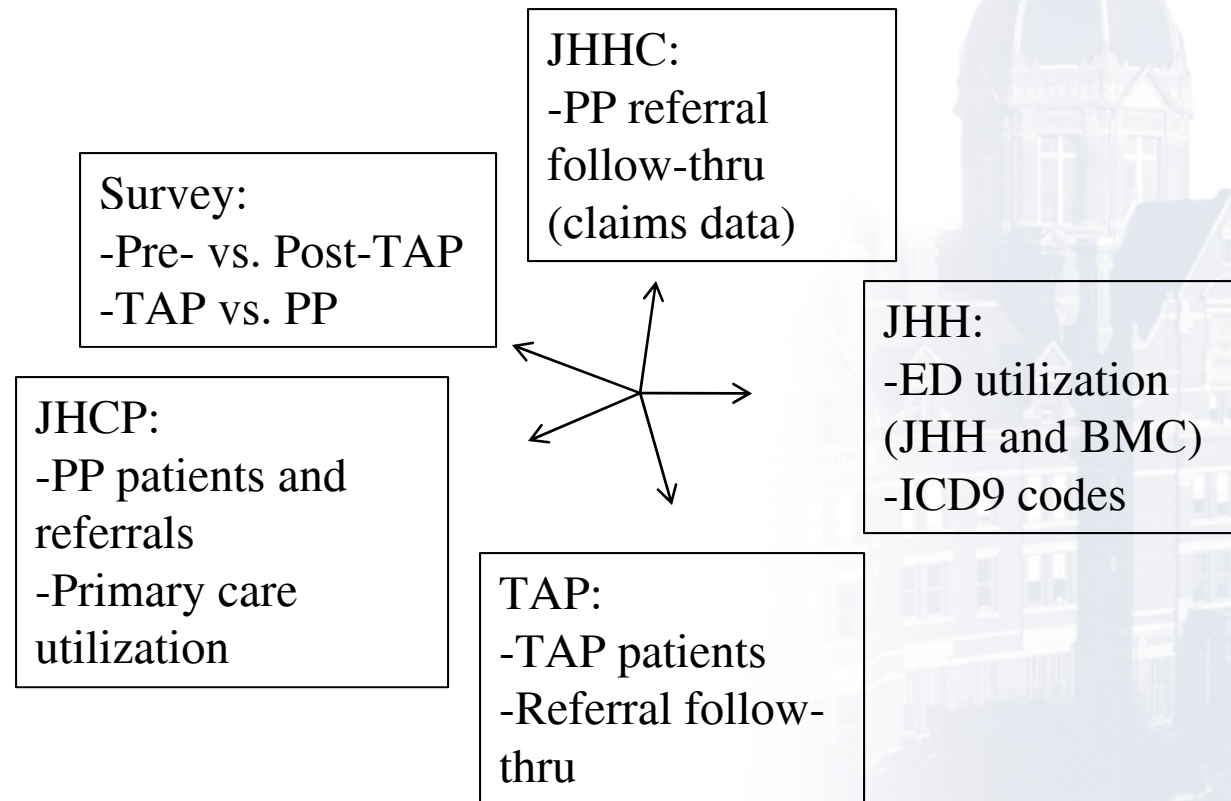 JHHC:
-PP referral
follow-thru
(claims data)
Survey:
-Pre- vs. Post-TAP
-TAP vs. PP
JHH:
-ED utilization
(JHH and BMC)
-ICD9 codes
JHCP:
-PP patients and
referrals
-Primary care
utilization
TAP:
-TAP patients
-Referral follow-
thru